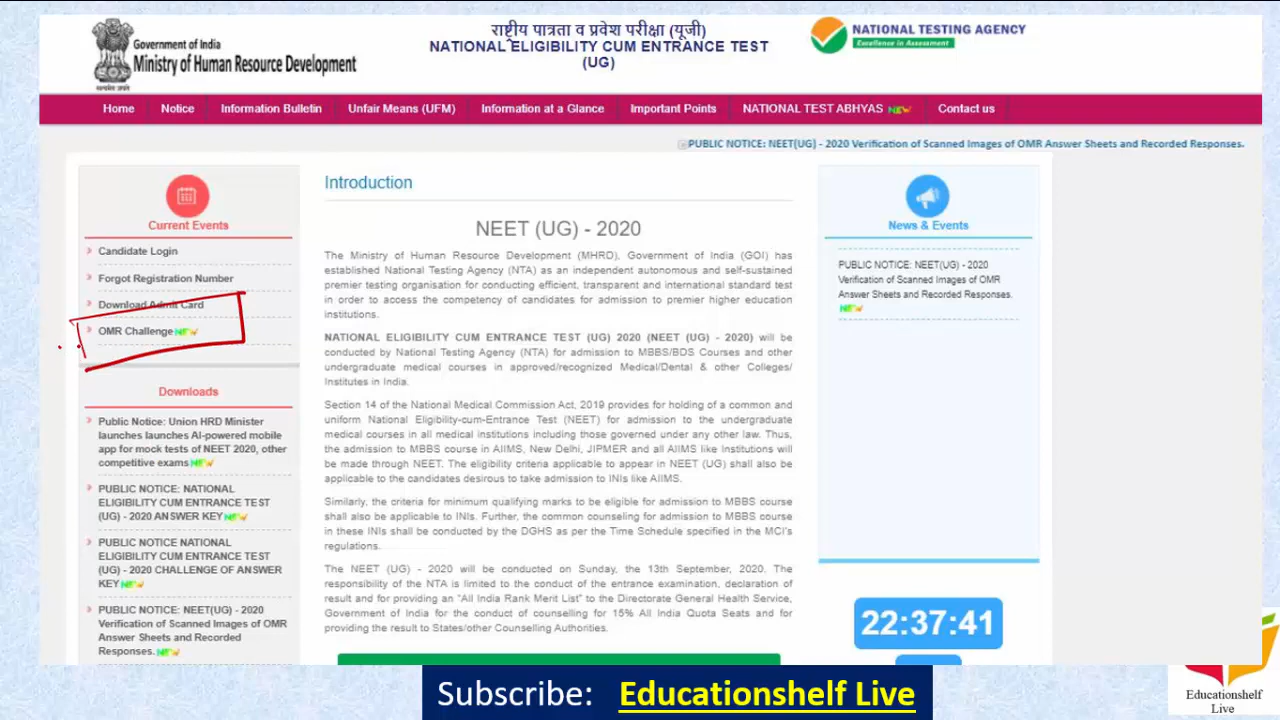 राष्ट्रीय पात्रता व प्रवेश परीक्षा (यूजी)
NATIONAL ELIGIBILITY CUM ENTRANCE TEST
(UG)
Government of India
Ministry of Human Resource Development
सत्यमेव जयते
NATIONAL TESTING AGENCY
Excellence in Assessment
Home
Notice
Information Bulletin
Unfair Means (UFM)
Information at a Glance
Important Points
NATIONAL TEST ABHYAS NEW
Contact us
PUBLIC NOTICE: NEET(UG) - 2020 Verification of Scanned Images of OMR Answer Sheets and Recorded Responses.
Current Events
Candidate Login
Forgot Registration Number
Download Admit Card
OMR Challenge NEW
Downloads
Public Notice: Union HRD Minister
launches launches AI-powered mobile
app for mock tests of NEET 2020, other
competitive exams NEW
PUBLIC NOTICE: NATIONAL
ELIGIBILITY CUM ENTRANCE TEST
(UG) - 2020 ANSWER KEY NEW
PUBLIC NOTICE NATIONAL
ELIGIBILITY CUM ENTRANCE TEST
(UG) - 2020 CHALLENGE OF ANSWER
KEY NEW
PUBLIC NOTICE: NEET(UG) - 2020
Verification of Scanned Images of OMR
Answer Sheets and Recorded
Responses. NEW
Introduction
NEET (UG) - 2020
The Ministry of Human Resource Development (MHRD), Government of India (GOI) has
established National Testing Agency (NTA) as an independent autonomous and self-sustained
premier testing organisation for conducting efficient, transparent and international standard test
in order to access the competency of candidates for admission to premier higher education
institutions.
NATIONAL ELIGIBILITY CUM ENTRANCE TEST (UG) 2020 (NEET (UG) - 2020) will be
conducted by National Testing Agency (NTA) for admission to MBBS/BDS Courses and other
undergraduate medical courses in approved/recognized Medical/Dental & other Colleges/
Institutes in India.
Section 14 of the National Medical Commission Act, 2019 provides for holding of a common and
uniform National Eligibility-cum-Entrance Test (NEET) for admission to the undergraduate
medical courses in all medical institutions including those governed under any other law. Thus,
the admission to MBBS course in AIIMS, New Delhi, JIPMER and all AIIMS like Institutions will
be made through NEET. The eligibility criteria applicable to appear in NEET (UG) shall also be
applicable to the candidates desirous to take admission to INIs like AIIMS.
Similarly, the criteria for minimum qualifying marks to be eligible for admission to MBBS course
shall also be applicable to INIs. Further, the common counseling for admission to MBBS course
in these INIs shall be conducted by the DGHS as per the Time Schedule specified in the MCI's
regulations.
The NEET (UG) - 2020 will be conducted on Sunday, the 13th September, 2020. The
responsibility of the NTA is limited to the conduct of the entrance examination, declaration of
result and for providing an "All India Rank Merit List" to the Directorate General Health Service,
Government of India for the conduct of counselling for 15% All India Quota Seats and for
providing the result to States/other Counselling Authorities.
News & Events
PUBLIC NOTICE: NEET(UG) - 2020
Verification of Scanned Images of OMR
Answer Sheets and Recorded Responses.
NEW
22:37:41
Subscribe: Educationshelf Live
Educationshelf
Live